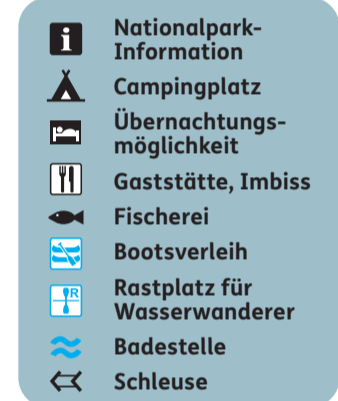 i Nationalpark-
Information
Campingplatz
Übernachtungs-
möglichkeit
Gaststätte, Imbiss
Fischerei
Bootsverleih
R Rastplatz für
Wasserwanderer
Badestelle
Schleuse